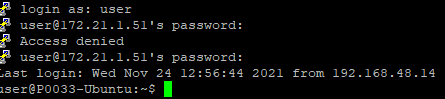 login as: user
user@172.21.1.51's password:
Access denied
user@172.21.1.51's password:
Last login: Wed Nov 24 12:56:44 2021 from 192.168.48.14
user@P0033-Ubuntu:~$